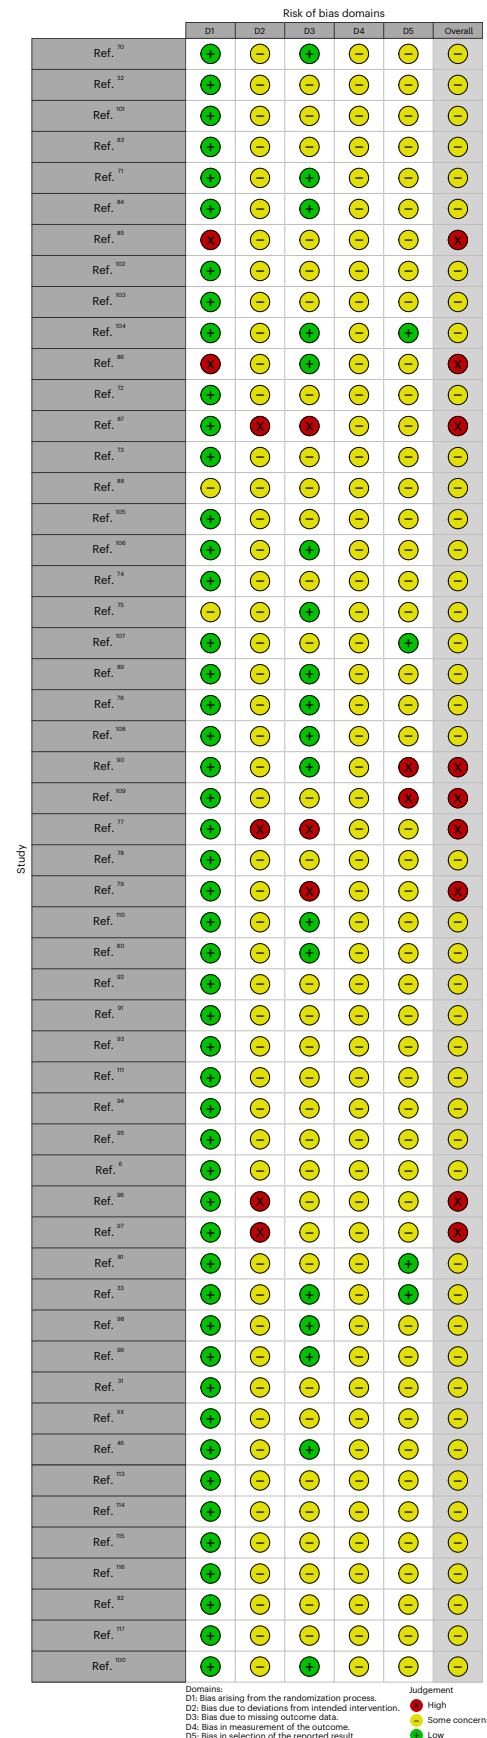 Risk of bias domains
D1 D2 D3 D4 D5 Overall
Study
Ref. 70 + − + − − −
Ref. 32 + − − − − −
Ref. 101 + − − − − −
Ref. 83 + − − − − −
Ref. 71 + − + − − −
Ref. 84 + − + − − −
Ref. 85 X − − − − X
Ref. 102 + − − − − −
Ref. 103 + − − − − −
Ref. 104 + − + − + −
Ref. 86 X − + − − X
Ref. 72 + − − − − −
Ref. 87 + X X − − X
Ref. 73 + − − − − −
Ref. 88 − − − − − −
Ref. 105 + − − − − −
Ref. 106 + − + − − −
Ref. 74 + − − − − −
Ref. 75 − − + − − −
Ref. 107 + − − − + −
Ref. 89 + − + − − −
Ref. 76 + − + − − −
Ref. 108 + − + − − −
Ref. 90 + − + − X X
Ref. 109 + − − − X X
Ref. 77 + X X − − X
Ref. 78 + − − − − −
Ref. 79 + − X − − X
Ref. 110 + − + − − −
Ref. 80 + − + − − −
Ref. 92 + − − − − −
Ref. 91 + − − − − −
Ref. 93 + − − − − −
Ref. 111 + − − − − −
Ref. 94 + − − − − −
Ref. 95 + − − − − −
Ref. 6 + − − − − −
Ref. 96 + X − − − X
Ref. 97 + X − − − X
Ref. 81 + − − − + −
Ref. 33 + − + − + −
Ref. 98 + − + − − −
Ref. 99 + − + − − −
Ref. 31 + − − − − −
Ref. XX + − − − − −
Ref. 46 + − + − − −
Ref. 113 + − − − − −
Ref. 114 + − − − − −
Ref. 115 + − − − − −
Ref. 116 + − − − − −
Ref. 82 + − − − − −
Ref. 117 + − − − − −
Ref. 100 + − + − − −
Domains:
D1: Bias arising from the randomization process.
D2: Bias due to deviations from intended intervention.
D3: Bias due to missing outcome data.
D4: Bias in measurement of the outcome.
D5: Bias in selection of the reported result
Judgement
X High
− Some concern
+ Low